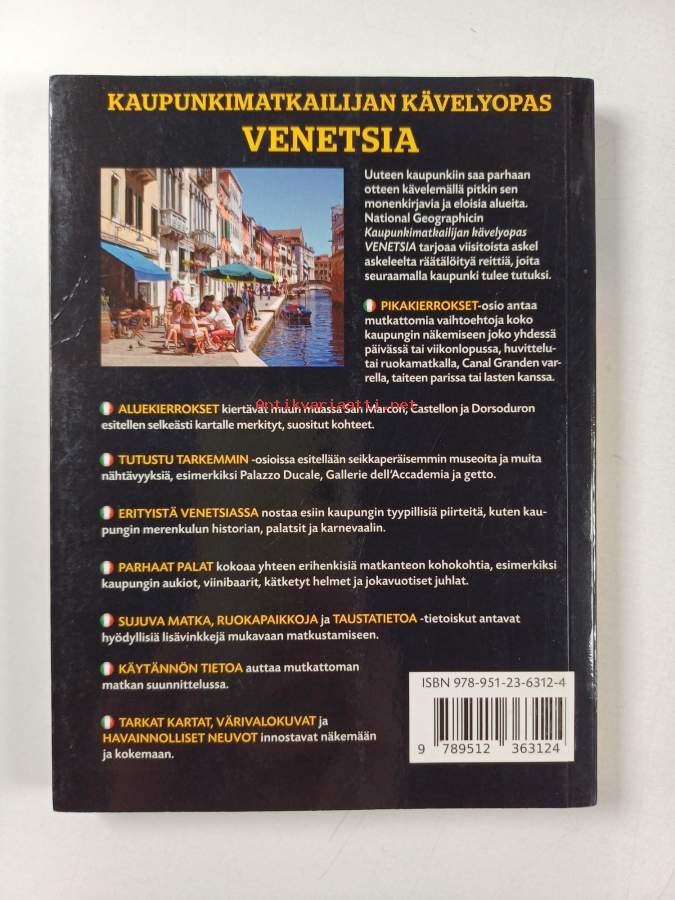 KAUPUNKIMATKAILIJAN KÄVELYOPAS
VENETSIA
Uuteen kaupunkiin saa parhaan
otteen kävelemällä pitkin sen
monenkirjavia ja eloisia alueita.
National Geographicin
Kaupunkimatkailijan kävelyopas
VENETSIA tarjoaa viisitoista askel
askeleelta räätälöityä reittiä, joita
seuraamalla kaupunki tulee tutuksi.
PIKAKIERROKSET-osio antaa
mutkattomia vaihtoehtoja koko
kaupungin näkemiseen joko yhdessä
päivässä tai viikonlopussa, huvittelu-
tai ruokamatkalla, Canal Granden var-
rella, taiteen parissa tai lasten kanssa.
Antikvariaatti.net
ALUEKIERROKSET kiertävät muun muassa San Marcon, Castellon ja Dorsoduron
esitellen selkeästi kartalle merkityt, suositut kohteet.
TUTUSTU TARKEMMIN -osioissa esitellään seikkaperäisemmin museoita ja muita
nähtävyyksiä, esimerkiksi Palazzo Ducale, Gallerie dell'Accademia ja getto.
ERITYISTÄ VENETSIASSA nostaa esiin kaupungin tyypillisiä piirteitä, kuten kau-
pungin merenkulun historian, palatsit ja karnevaalin.
PARHAAT PALAT kokoaa yhteen erihenkisiä matkanteon kohokohtia, esimerkiksi
kaupungin aukiot, viinibaarit, kätketyt helmet ja jokavuotiset juhlat.
SUJUVA MATKA, RUOKAPAIKKOJA ja TAUSTATIETOA -tietoiskut antavat
hyödyllisiä lisävinkkejä mukavaan matkustamiseen.
KÄYTÄNNÖN TIETOA auttaa mutkattoman
matkan suunnittelussa.
TARKAT KARTAT, VÄRIVALOKUVAT ja
HAVAINNOLLISET NEUVOT innostavat näkemään
ja kokemaan.
ISBN 978-951-23-6312-4
9 789512 363124